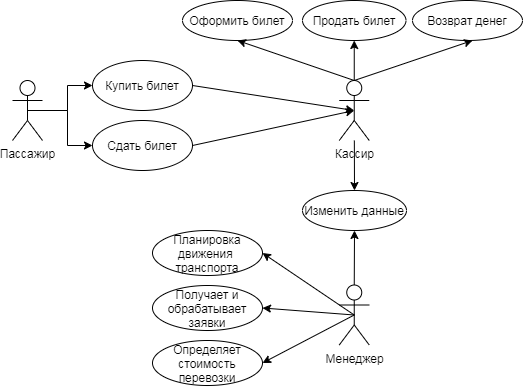 Оформить билет
Продать билет
Возврат денег
Купить билет
Пассажир
Сдать билет
Кассир
Изменить данные
Планировка
движения
транспорта
Получает и
обрабатывает
заявки
Менеджер
Определяет
стоимость
перевозки